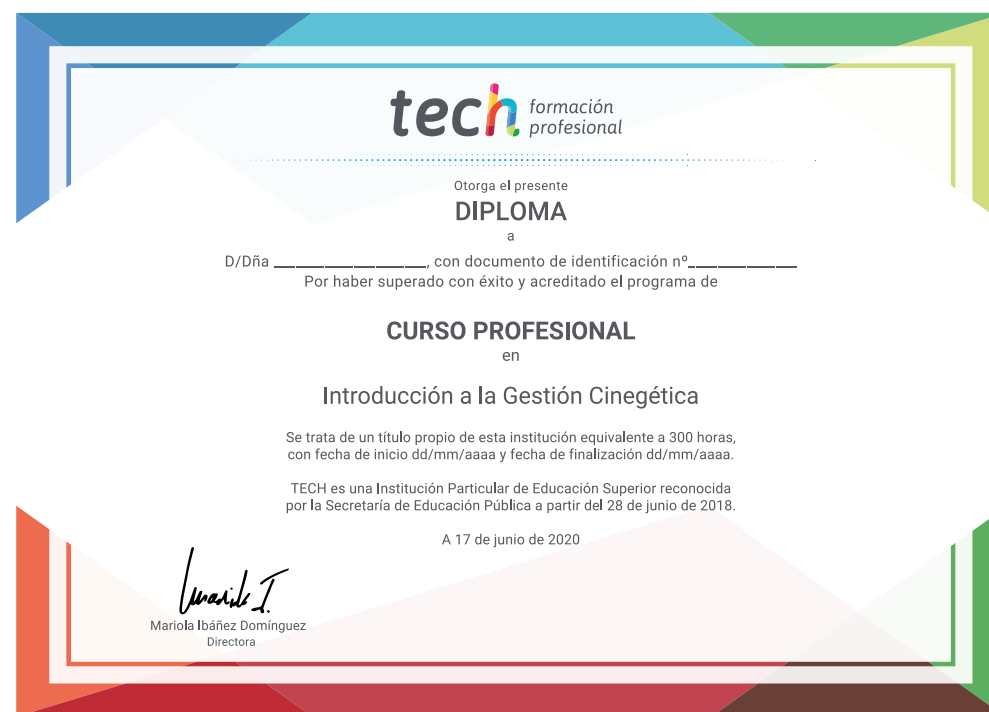 tech formación
profesional
Otorga el presente
DIPLOMA
a
D/Dña ______________, con documento de identificación nº__________
Por haber superado con éxito y acreditado el programa de
CURSO PROFESIONAL
en
Introducción a la Gestión Cinegética
Se trata de un título propio de esta institución equivalente a 300 horas,
con fecha de inicio dd/mm/aaaa y fecha de finalización dd/mm/aaaa.
TECH es una Institución Particular de Educación Superior reconocida
por la Secretaría de Educación Pública a partir del 28 de junio de 2018.
A 17 de junio de 2020
Mariola I.
Mariola Ibáñez Domínguez
Directora